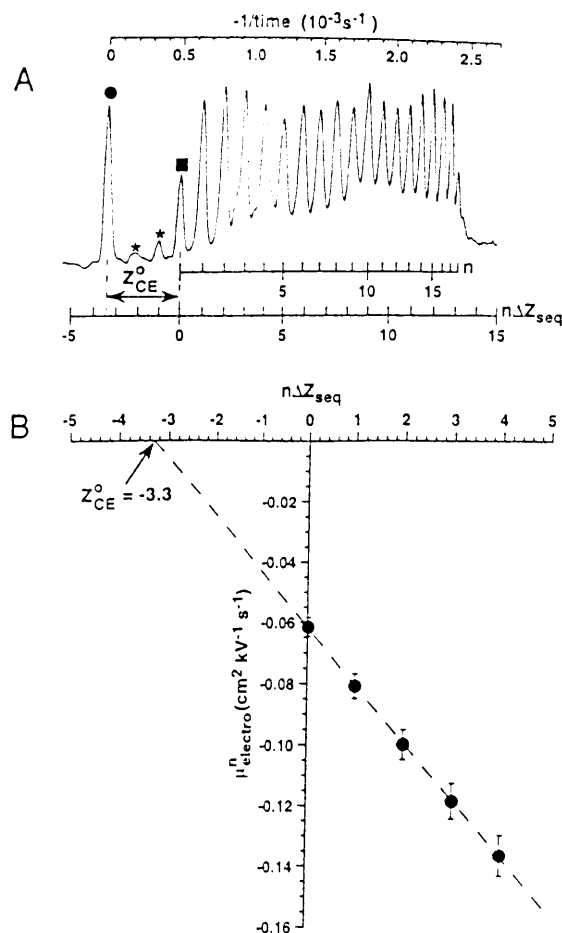 -1/time (10⁻³s⁻¹)
0 0.5 1.0 1.5 2.0 2.5
A
● ★ ★ ■
Z°CE
5 10 15 n
-5 0 5 10 15 nΔZseq
nΔZseq
B
-5 -4 -3 -2 -1 0 1 2 3 4 5
Z°CE = -3.3
-0.02
-0.04
-0.06
-0.08
-0.10
-0.12
-0.14
-0.16
μⁿelectro (cm² kV⁻¹ s⁻¹)